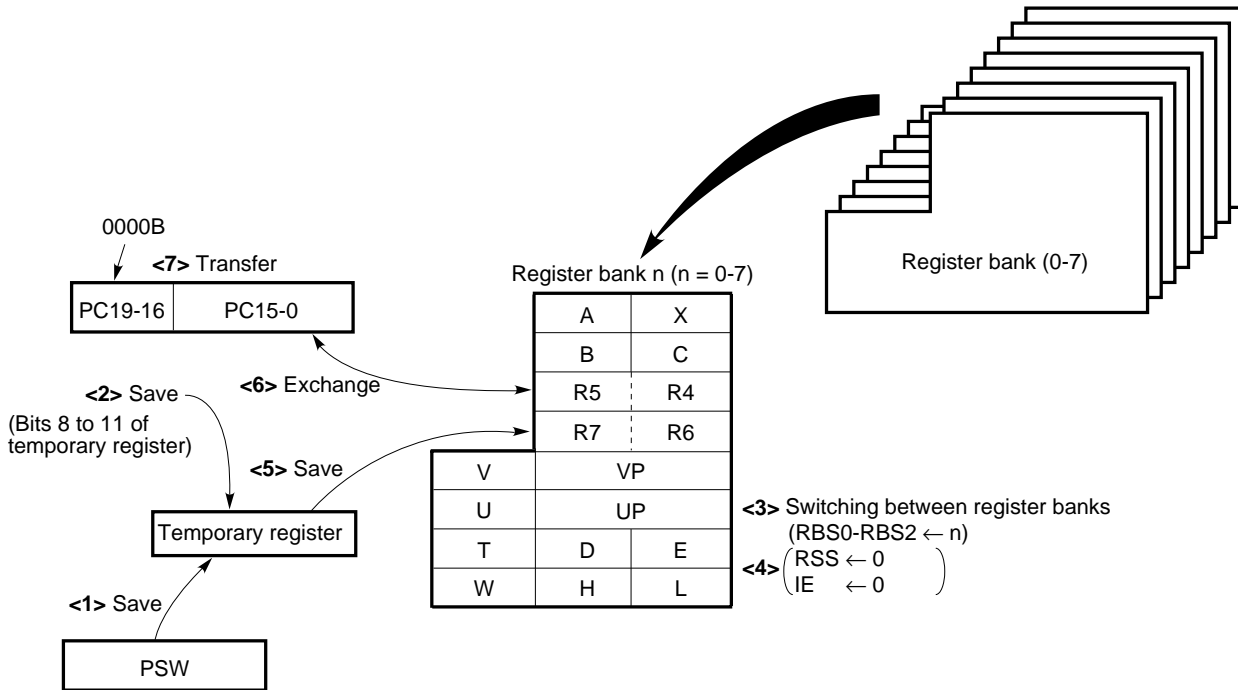 0000B
<7> Transfer
PC19-16 PC15-0
<6> Exchange
<2> Save
(Bits 8 to 11 of
temporary register)
<5> Save
Temporary register
<1> Save
PSW
Register bank n (n = 0-7)
A X
B C
R5 R4
R7 R6
V VP
U UP
T D E
W H L
Register bank (0-7)
<3> Switching between register banks
(RBS0-RBS2 ← n)
<4> (RSS ← 0
IE ← 0)